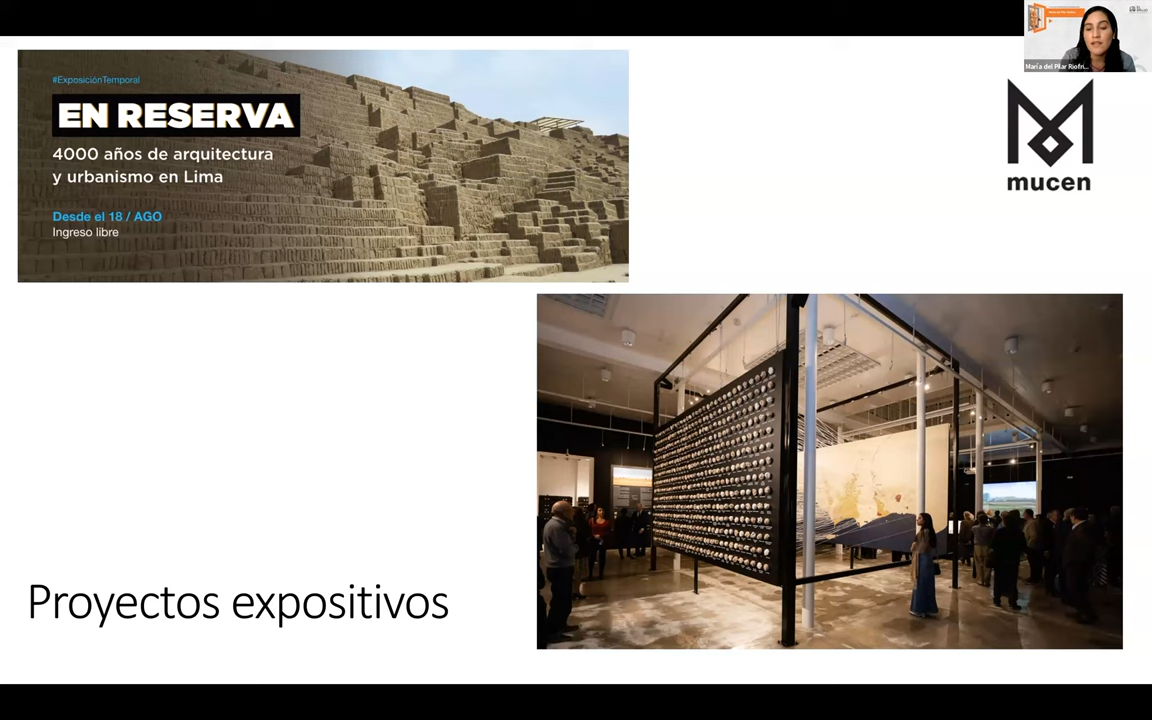 #ExposiciónTemporal
EN RESERVA
4000 años de arquitectura
y urbanismo en Lima
Desde el 18 / AGO
Ingreso libre
María del Pilar Riofrí...
mucen
Proyectos expositivos